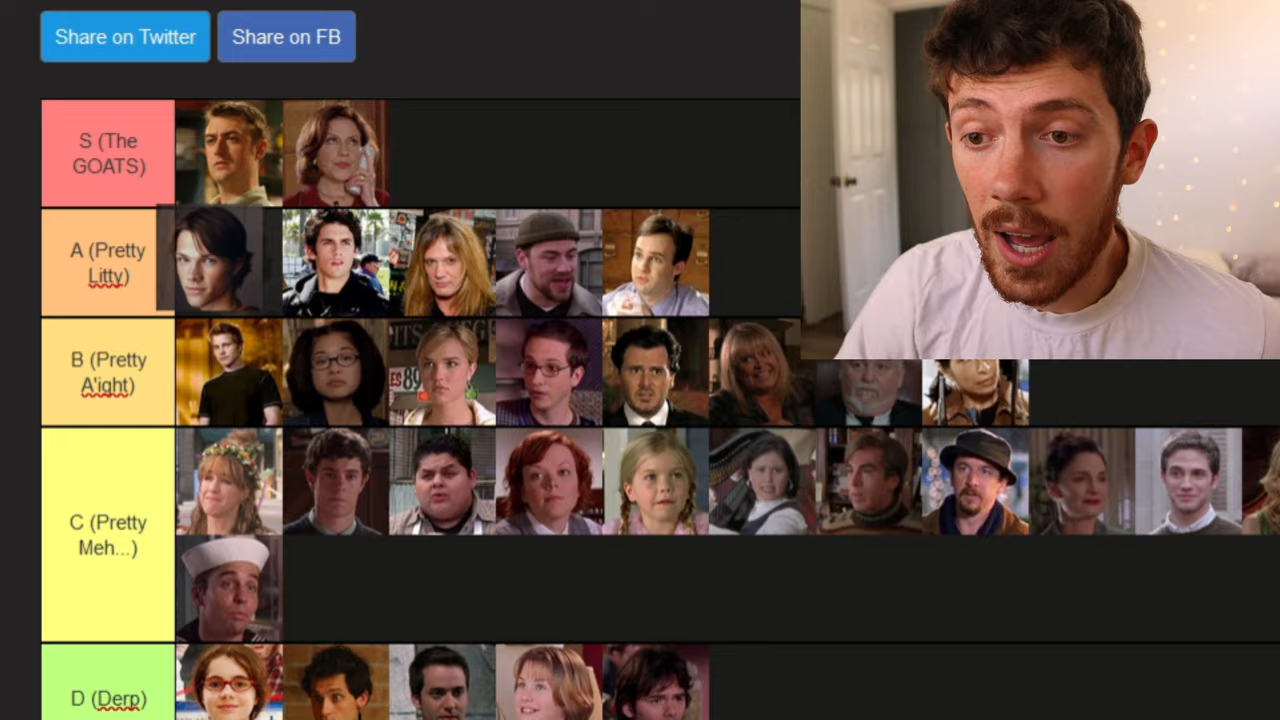 Share on Twitter
Share on FB
S (The
GOATS)
A (Pretty
Litty)
B (Pretty
A'ight)
C (Pretty
Meh...)
D (Derp)